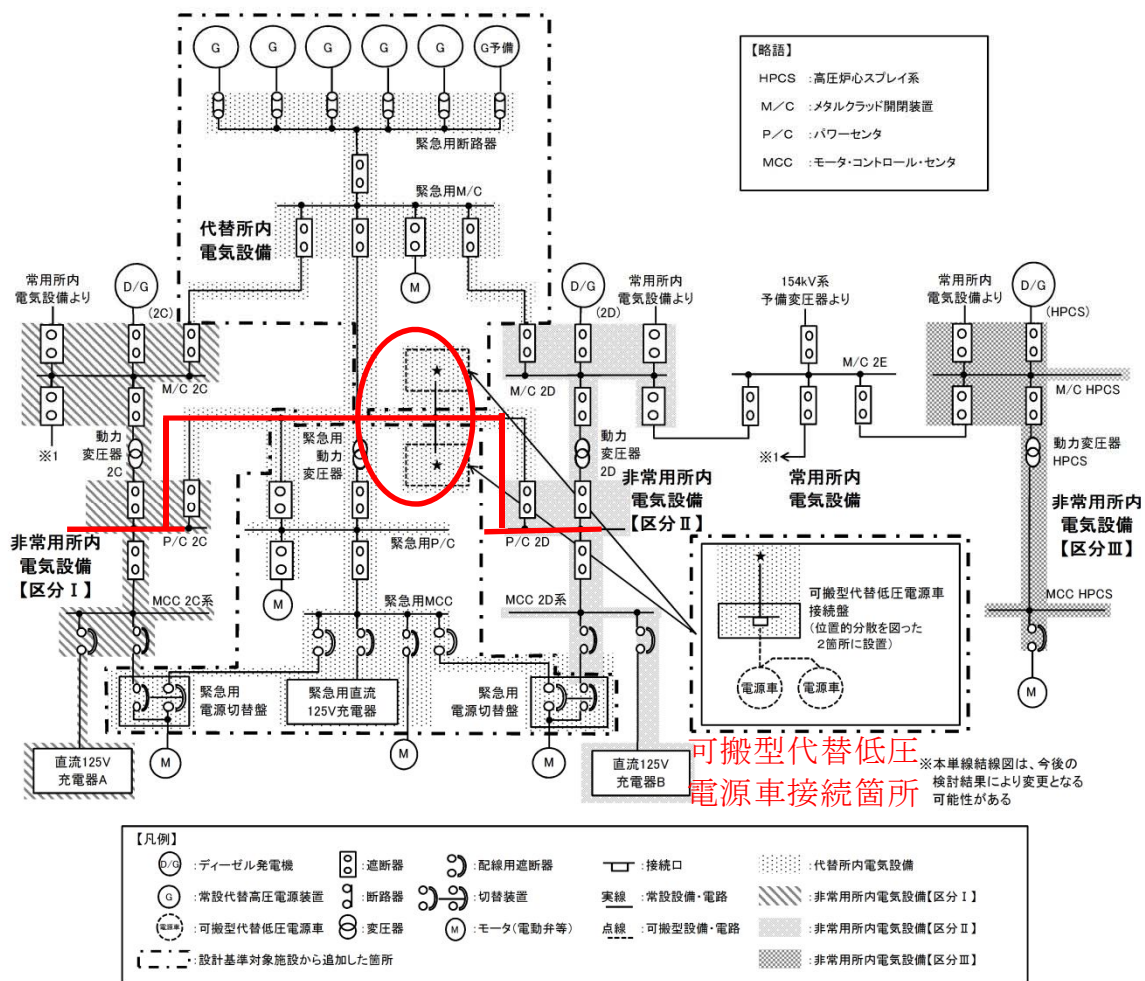 G
G
G
G
G
G予備
緊急用断路器
緊急用M/C
代替所内
電気設備
M
【略語】
HPCS :高圧炉心スプレイ系
M/C :メタルクラッド開閉装置
P/C :パワーセンタ
MCC :モータ・コントロール・センタ
常用所内
電気設備より
D/G
(2C)
M/C 2C
※1
動力
変圧器
2C
P/C 2C
非常用所内
電気設備
【区分Ⅰ】
MCC 2C系
直流125V
充電器A
D/G
(2D)
常用所内
電気設備より
M/C 2D
動力
変圧器
2D
非常用所内
電気設備
【区分Ⅱ】
P/C 2D
MCC 2D系
直流125V
充電器B
154kV系
予備変圧器より
M/C 2E
※1
常用所内
電気設備
常用所内
電気設備より
D/G
(HPCS)
M/C HPCS
動力変圧器
HPCS
非常用所内
電気設備
【区分Ⅲ】
MCC HPCS
M
緊急用
動力
変圧器
★
★
緊急用P/C
M
緊急用MCC
緊急用
電源切替盤
M
緊急用直流
125V充電器
M
緊急用
電源切替盤
M
★
可搬型代替低圧電源車
接続盤
(位置的分散を図った
2箇所に設置)
電源車
電源車
可搬型代替低圧
電源車接続箇所
※本単線結線図は、今後の
検討結果により変更となる
可能性がある
【凡例】
D/G :ディーゼル発電機
:遮断器
:配線用遮断器
:接続口
:代替所内電気設備
G :常設代替高圧電源装置
:断路器
:切替装置
実線 :常設設備・電路
:非常用所内電気設備【区分Ⅰ】
電源車 :可搬型代替低圧電源車
:変圧器
M :モータ(電動弁等)
点線 :可搬型設備・電路
:非常用所内電気設備【区分Ⅱ】
:設計基準対象施設から追加した箇所
:非常用所内電気設備【区分Ⅲ】